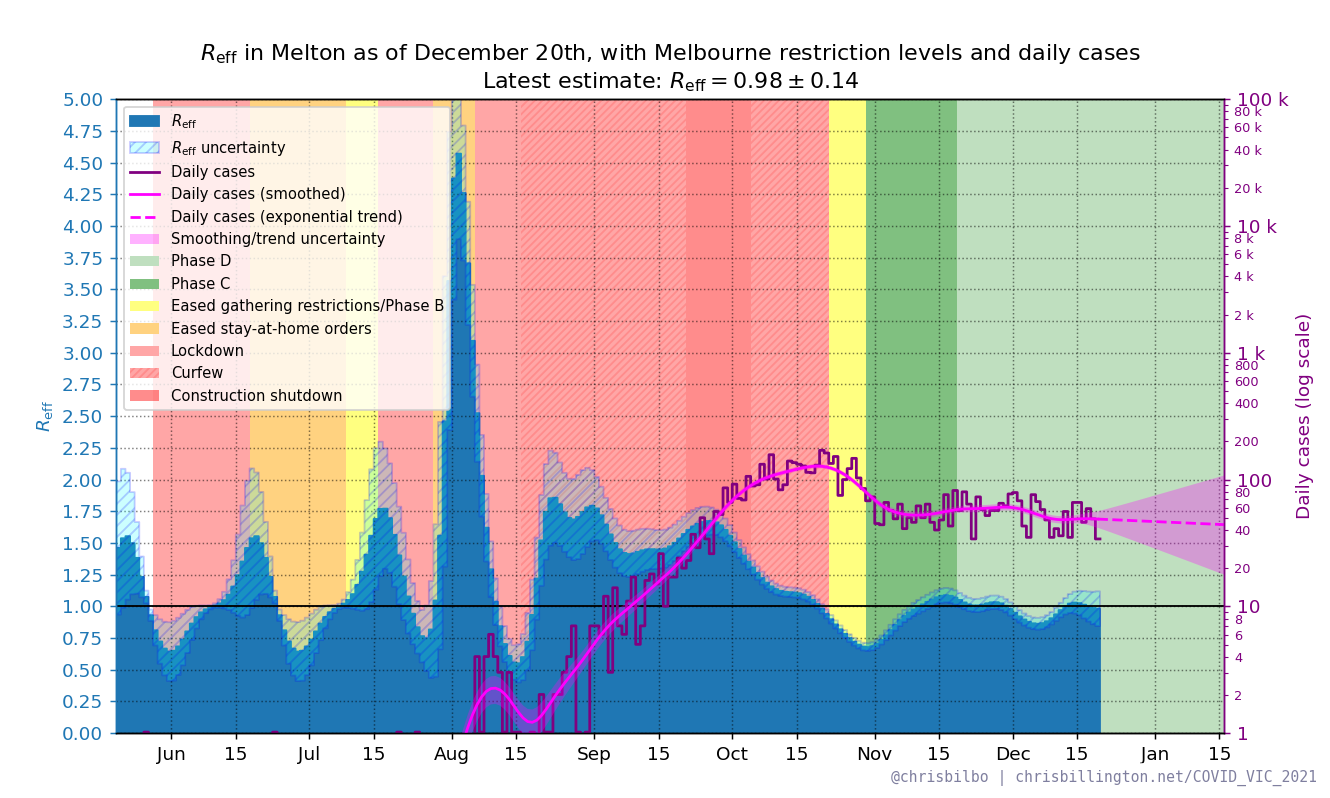 R_eff in Melton as of December 20th, with Melbourne restriction levels and daily cases
Latest estimate: R_eff = 0.98 ± 0.14
R_eff
5.00
4.75
4.50
4.25
4.00
3.75
3.50
3.25
3.00
2.75
2.50
2.25
2.00
1.75
1.50
1.25
1.00
0.75
0.50
0.25
0.00
R_eff
R_eff uncertainty
Daily cases
Daily cases (smoothed)
Daily cases (exponential trend)
Smoothing/trend uncertainty
Phase D
Phase C
Eased gathering restrictions/Phase B
Eased stay-at-home orders
Lockdown
Curfew
Construction shutdown
100 k
80 k
60 k
40 k
20 k
10 k
8 k
6 k
4 k
2 k
1 k
800
600
400
200
100
80
60
40
20
10
8
6
4
2
1
Daily cases (log scale)
Jun 15 Jul 15 Aug 15 Sep 15 Oct 15 Nov 15 Dec 15 Jan 15
@chrisbilbo | chrisbillington.net/COVID_VIC_2021